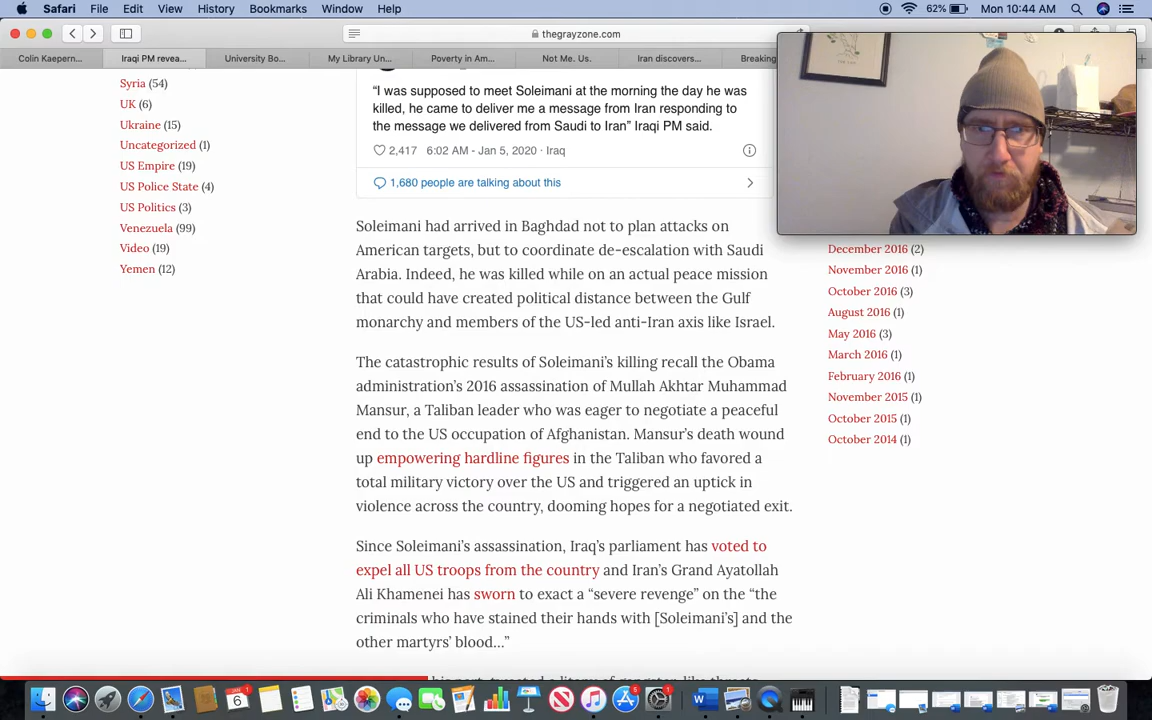 Safari File Edit View History Bookmarks Window Help
62% Mon 10:44 AM
thegrayzone.com
Colin Kaepern... Iraqi PM revea... University Bo... My Library Un... Poverty in Am... Not Me. Us. Iran discovers... Breaking
Syria (54)
UK (6)
Ukraine (15)
Uncategorized (1)
US Empire (19)
US Police State (4)
US Politics (3)
Venezuela (99)
Video (19)
Yemen (12)
“I was supposed to meet Soleimani at the morning the day he was
killed, he came to deliver me a message from Iran responding to
the message we delivered from Saudi to Iran” Iraqi PM said.
2,417 6:02 AM - Jan 5, 2020 · Iraq
1,680 people are talking about this
Soleimani had arrived in Baghdad not to plan attacks on
American targets, but to coordinate de-escalation with Saudi
Arabia. Indeed, he was killed while on an actual peace mission
that could have created political distance between the Gulf
monarchy and members of the US-led anti-Iran axis like Israel.
The catastrophic results of Soleimani’s killing recall the Obama
administration’s 2016 assassination of Mullah Akhtar Muhammad
Mansur, a Taliban leader who was eager to negotiate a peaceful
end to the US occupation of Afghanistan. Mansur’s death wound
up empowering hardline figures in the Taliban who favored a
total military victory over the US and triggered an uptick in
violence across the country, dooming hopes for a negotiated exit.
Since Soleimani’s assassination, Iraq’s parliament has voted to
expel all US troops from the country and Iran’s Grand Ayatollah
Ali Khamenei has sworn to exact a “severe revenge” on the “the
criminals who have stained their hands with [Soleimani’s] and the
other martyrs’ blood…”
December 2016 (2)
November 2016 (1)
October 2016 (3)
August 2016 (1)
May 2016 (3)
March 2016 (1)
February 2016 (1)
November 2015 (1)
October 2015 (1)
October 2014 (1)
JAN
6